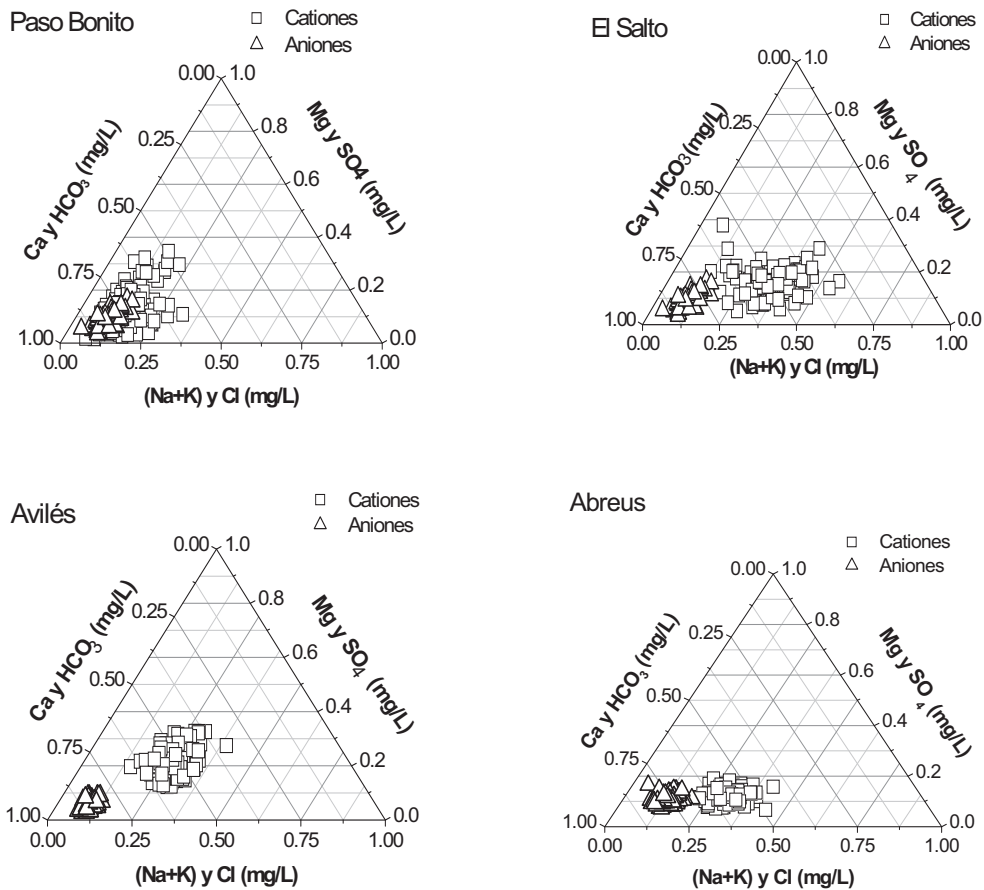 Paso Bonito
Cationes
Aniones
0.00 1.0
0.8
0.25
0.6
0.50
0.4
0.75
0.2
1.00
0.0
0.00 0.25 0.50 0.75 1.00
Ca y HCO₃ (mg/L)
Mg y SO4 (mg/L)
(Na+K) y Cl (mg/L)
El Salto
Cationes
Aniones
0.00 1.0
0.8
0.25
0.6
0.50
0.4
0.75
0.2
1.00
0.0
0.00 0.25 0.50 0.75 1.00
Ca y HCO3 (mg/L)
Mg y SO 4 (mg/L)
(Na+K) y Cl (mg/L)
Avilés
Cationes
Aniones
0.00 1.0
0.8
0.25
0.6
0.50
0.4
0.75
0.2
1.00
0.0
0.00 0.25 0.50 0.75 1.00
Ca y HCO₃ (mg/L)
Mg y SO₄ (mg/L)
(Na+K) y Cl (mg/L)
Abreus
Cationes
Aniones
0.00 1.0
0.8
0.25
0.6
0.50
0.4
0.75
0.2
1.00
0.0
0.00 0.25 0.50 0.75 1.00
Ca y HCO₃ (mg/L)
Mg y SO 4 (mg/L)
(Na+K) y Cl (mg/L)